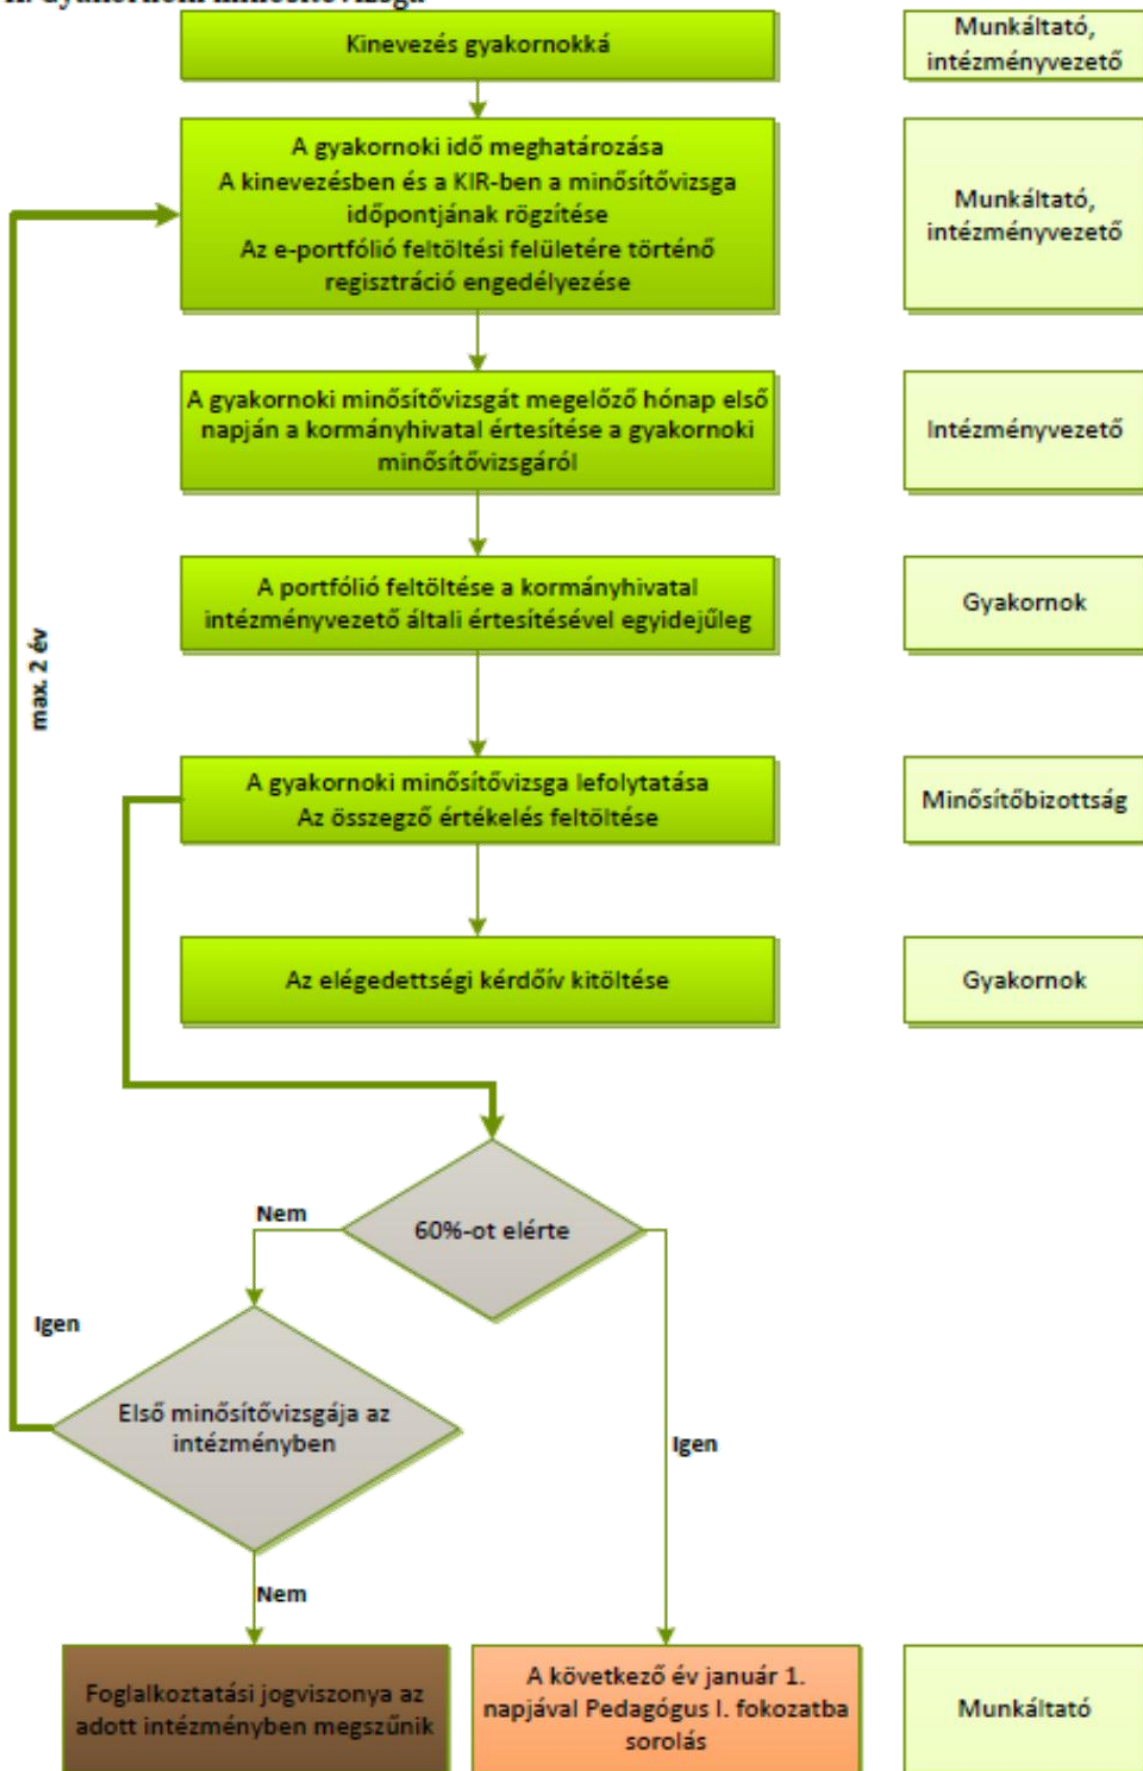 Kinevezés gyakornokká
Munkáltató,
intézményvezető
A gyakornoki idő meghatározása
A kinevezésben és a KIR-ben a minősítővizsga
időpontjának rögzítése
Az e-portfólió feltöltési felületére történő
regisztráció engedélyezése
Munkáltató,
intézményvezető
A gyakornoki minősítővizsgát megelőző hónap első
napján a kormányhivatal értesítése a gyakornoki
minősítővizsgáról
Intézményvezető
A portfólió feltöltése a kormányhivatal
intézményvezető általi értesítésével egyidejűleg
Gyakornok
max. 2 év
A gyakornoki minősítővizsga lefolytatása
Az összegző értékelés feltöltése
Minősítőbizottság
Az elégedettségi kérdőív kitöltése
Gyakornok
60%-ot elérte
Nem
Igen
Első minősítővizsgája az
intézményben
Igen
Nem
Foglalkoztatási jogviszonya az
adott intézményben megszűnik
A következő év január 1.
napjával Pedagógus I. fokozatba
sorolás
Munkáltató